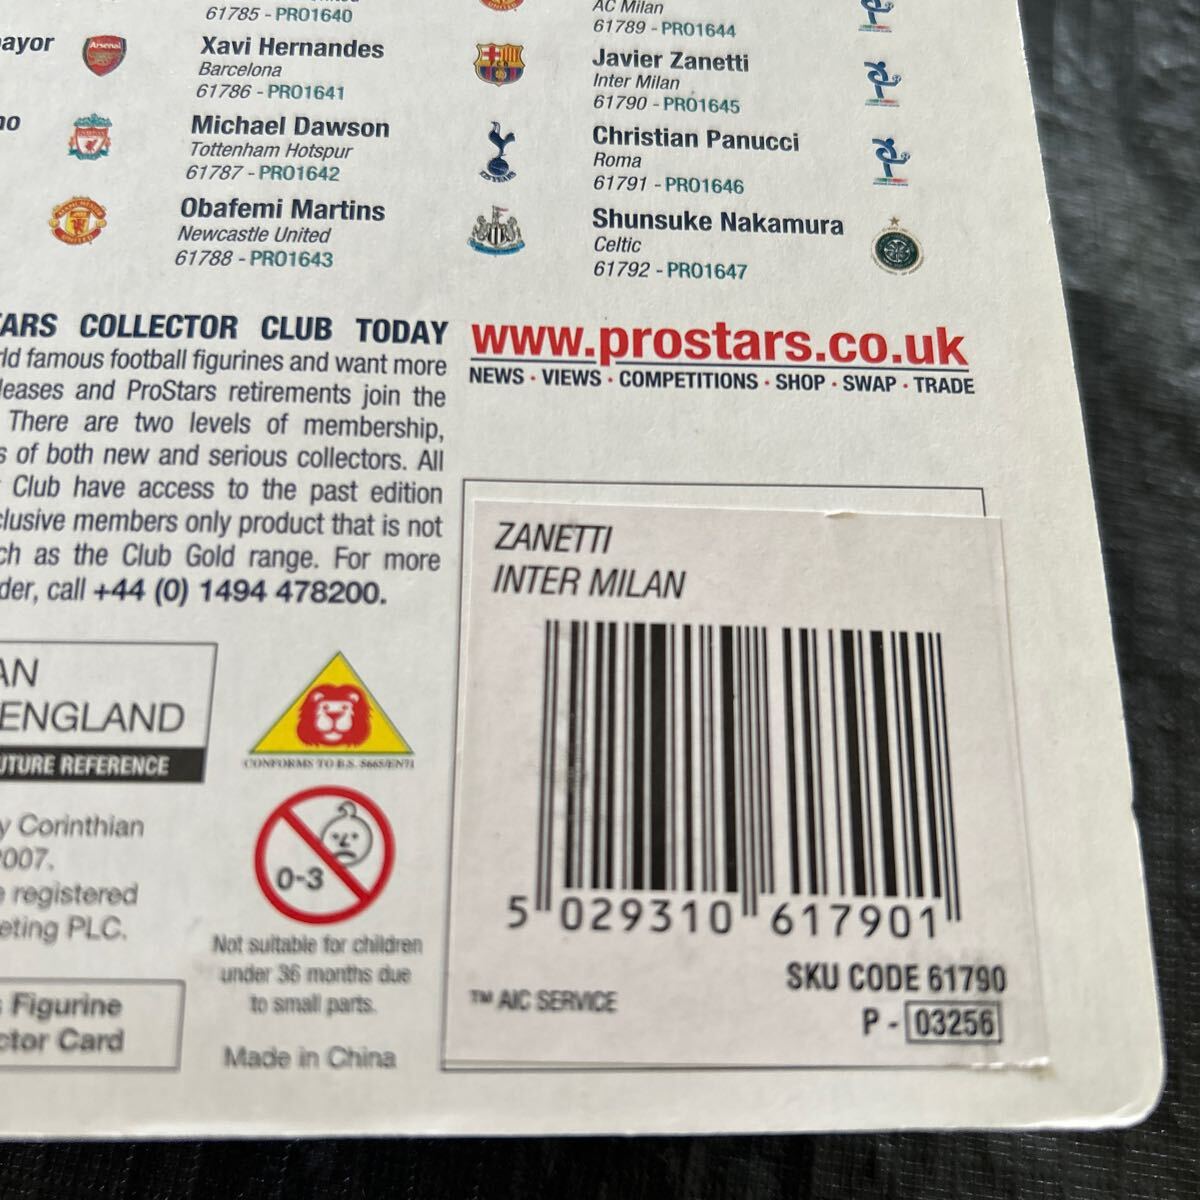 61785 - PRO1640
Xavi Hernandes
Barcelona
61786 - PRO1641
Michael Dawson
Tottenham Hotspur
61787 - PRO1642
Obafemi Martins
Newcastle United
61788 - PRO1643
AC Milan
61789 - PRO1644
Javier Zanetti
Inter Milan
61790 - PRO1645
Christian Panucci
Roma
61791 - PRO1646
Shunsuke Nakamura
Celtic
61792 - PRO1647
ayor
Arsenal
no
ARS COLLECTOR CLUB TODAY
rld famous football figurines and want more
leases and ProStars retirements join the
There are two levels of membership,
s of both new and serious collectors. All
Club have access to the past edition
clusive members only product that is not
ch as the Club Gold range. For more
der, call +44 (0) 1494 478200.
www.prostars.co.uk
NEWS · VIEWS · COMPETITIONS · SHOP · SWAP · TRADE
AN
ENGLAND
UTURE REFERENCE
y Corinthian
2007.
e registered
eting PLC.
s Figurine
ctor Card
CONFORMS TO B.S. 5665/EN71
0-3
Not suitable for children
under 36 months due
to small parts.
Made in China
ZANETTI
INTER MILAN
5 029310 617901
SKU CODE 61790
™ AIC SERVICE
P - 03256